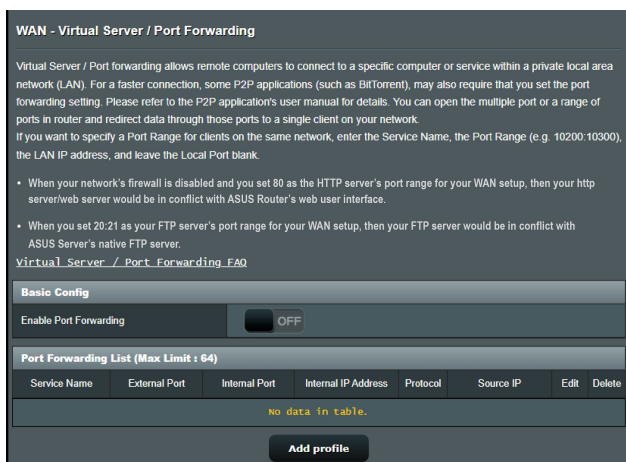 WAN - Virtual Server / Port Forwarding
Virtual Server / Port forwarding allows remote computers to connect to a specific computer or service within a private local area
network (LAN). For a faster connection, some P2P applications (such as BitTorrent), may also require that you set the port
forwarding setting. Please refer to the P2P application's user manual for details. You can open the multiple port or a range of
ports in router and redirect data through those ports to a single client on your network.
If you want to specify a Port Range for clients on the same network, enter the Service Name, the Port Range (e.g. 10200:10300),
the LAN IP address, and leave the Local Port blank.
• When your network's firewall is disabled and you set 80 as the HTTP server's port range for your WAN setup, then your http
server/web server would be in conflict with ASUS Router's web user interface.
• When you set 20:21 as your FTP server's port range for your WAN setup, then your FTP server would be in conflict with
ASUS Server's native FTP server.
Virtual Server / Port Forwarding FAQ
Basic Config
Enable Port Forwarding OFF
Port Forwarding List (Max Limit : 64)
Service Name External Port Internal Port Internal IP Address Protocol Source IP Edit Delete
No data in table.
Add profile